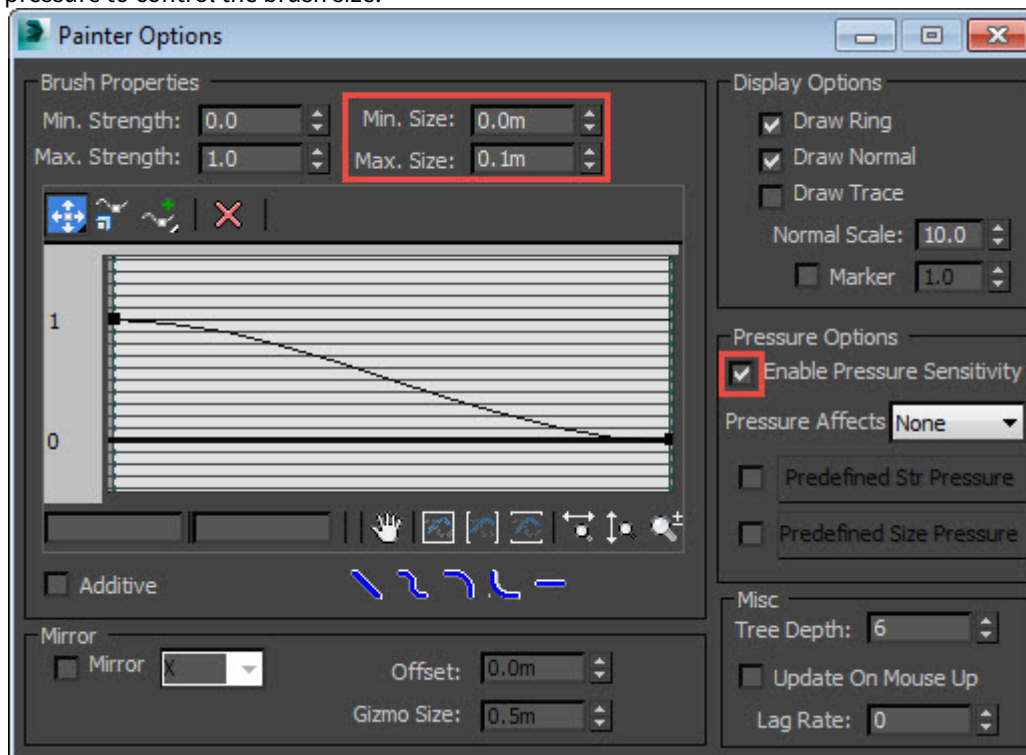 pressure to control the brush size.
Painter Options
Brush Properties
Min. Strength: 0.0
Min. Size: 0.0m
Max. Strength: 1.0
Max. Size: 0.1m
1
0
Additive
Mirror
Mirror X
Offset: 0.0m
Gizmo Size: 0.5m
Display Options
Draw Ring
Draw Normal
Draw Trace
Normal Scale: 10.0
Marker 1.0
Pressure Options
Enable Pressure Sensitivity
Pressure Affects None
Predefined Str Pressure
Predefined Size Pressure
Misc
Tree Depth: 6
Update On Mouse Up
Lag Rate: 0